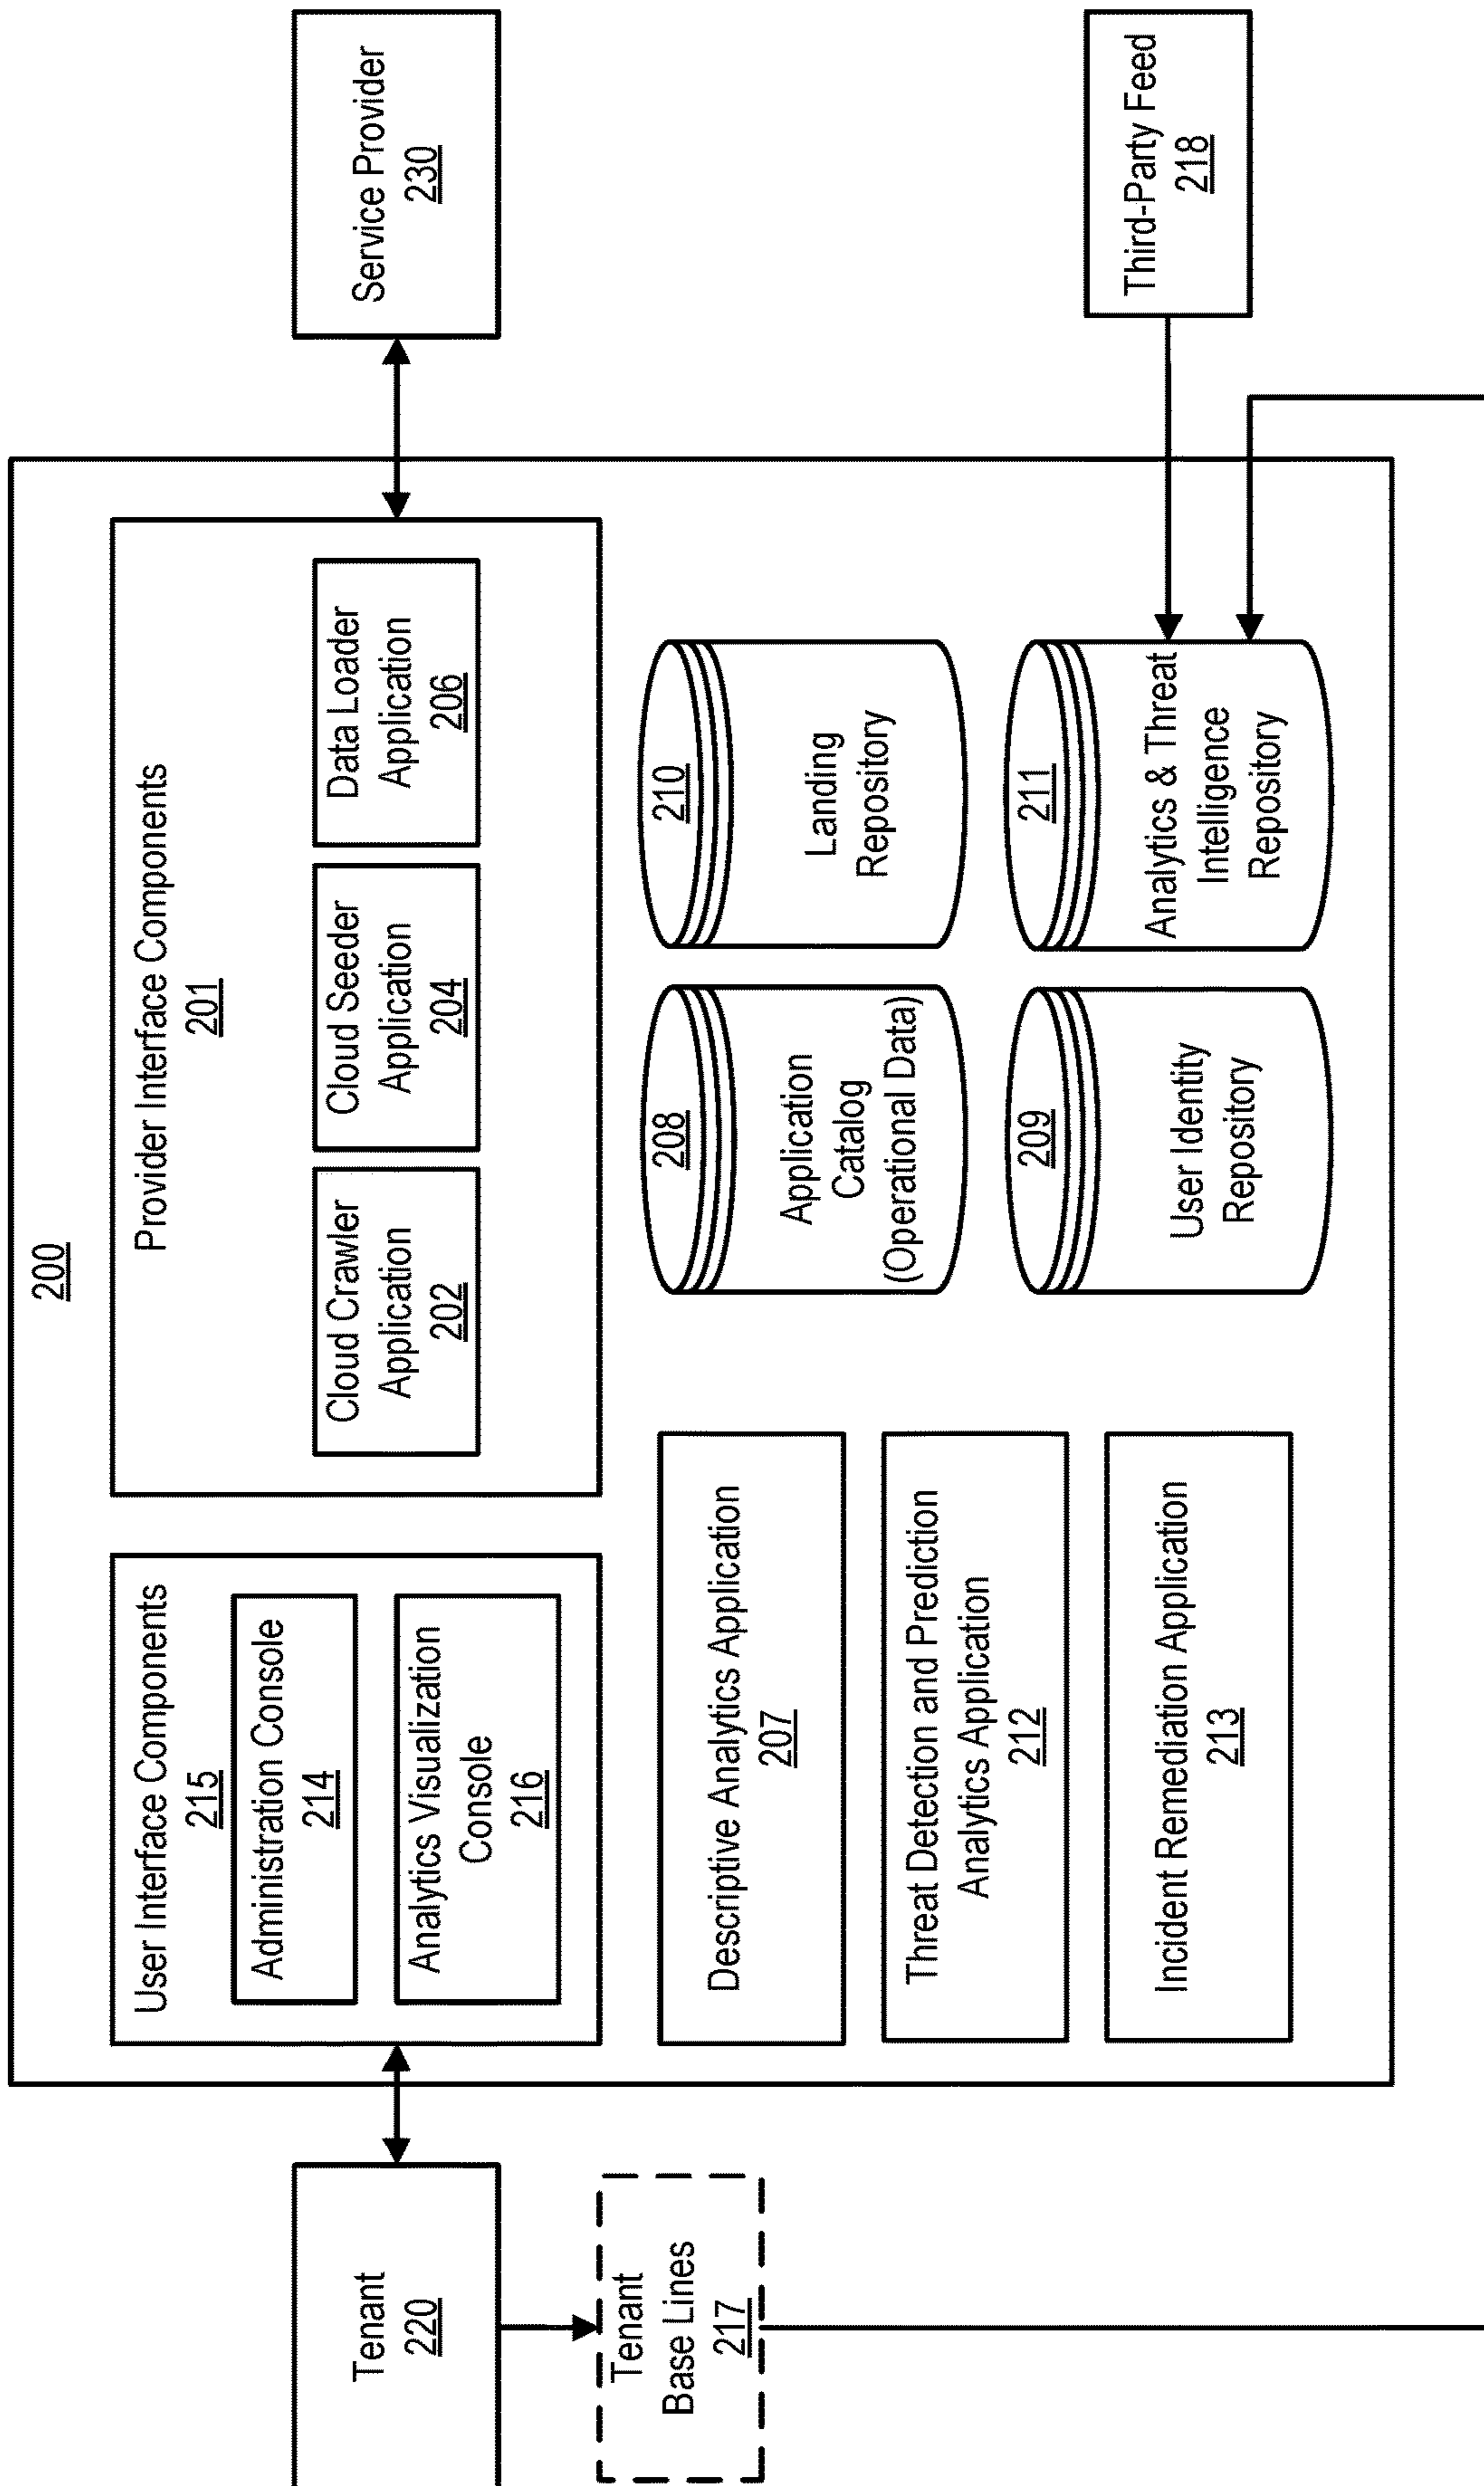 200
Tenant
220
User Interface Components
215
Administration Console
214
Analytics Visualization
Console
216
Provider Interface Components
201
Cloud Crawler
Application
202
Cloud Seeder
Application
204
Data Loader
Application
206
Service Provider
230
Tenant
Base Lines
217
Descriptive Analytics Application
207
Threat Detection and Prediction
Analytics Application
212
Incident Remediation Application
213
208
Application
Catalog
(Operational Data)
210
Landing
Repository
209
User Identity
Repository
211
Analytics & Threat
Intelligence
Repository
Third-Party Feed
218